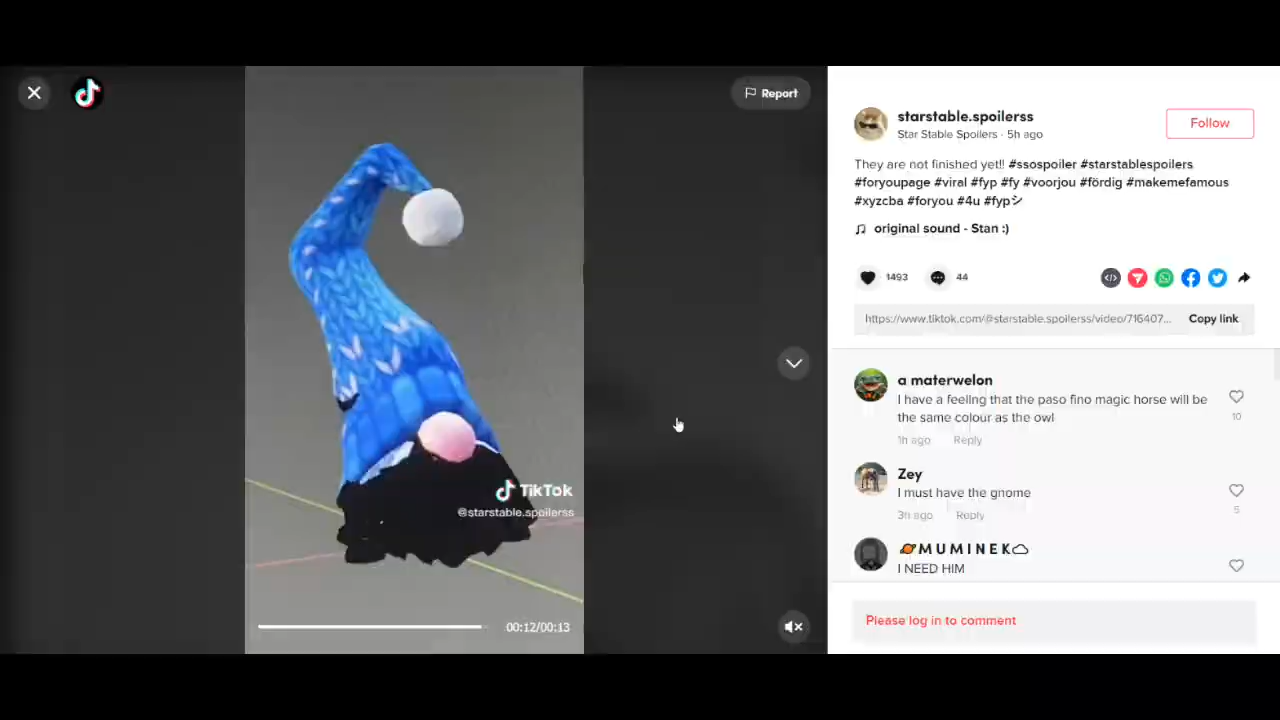 Report
TikTok
@starstable.spoilerss
00:12/00:13
starstable.spoilerss
Star Stable Spoilers · 5h ago
Follow
They are not finished yet!! #ssospoiler #starstablespoilers
#foryoupage #viral #fyp #fy #voorjou #fördig #makemefamous
#xyzcba #foryou #4u #fypシ
original sound - Stan :)
1493
44
https://www.tiktok.com/@starstable.spoilerss/video/716407...
Copy link
a materwelon
I have a feeling that the paso fino magic horse will be
the same colour as the owl
10
1h ago
Reply
Zey
I must have the gnome
5
3h ago
Reply
🪐M U M I N E K☁
I NEED HIM
Please log in to comment